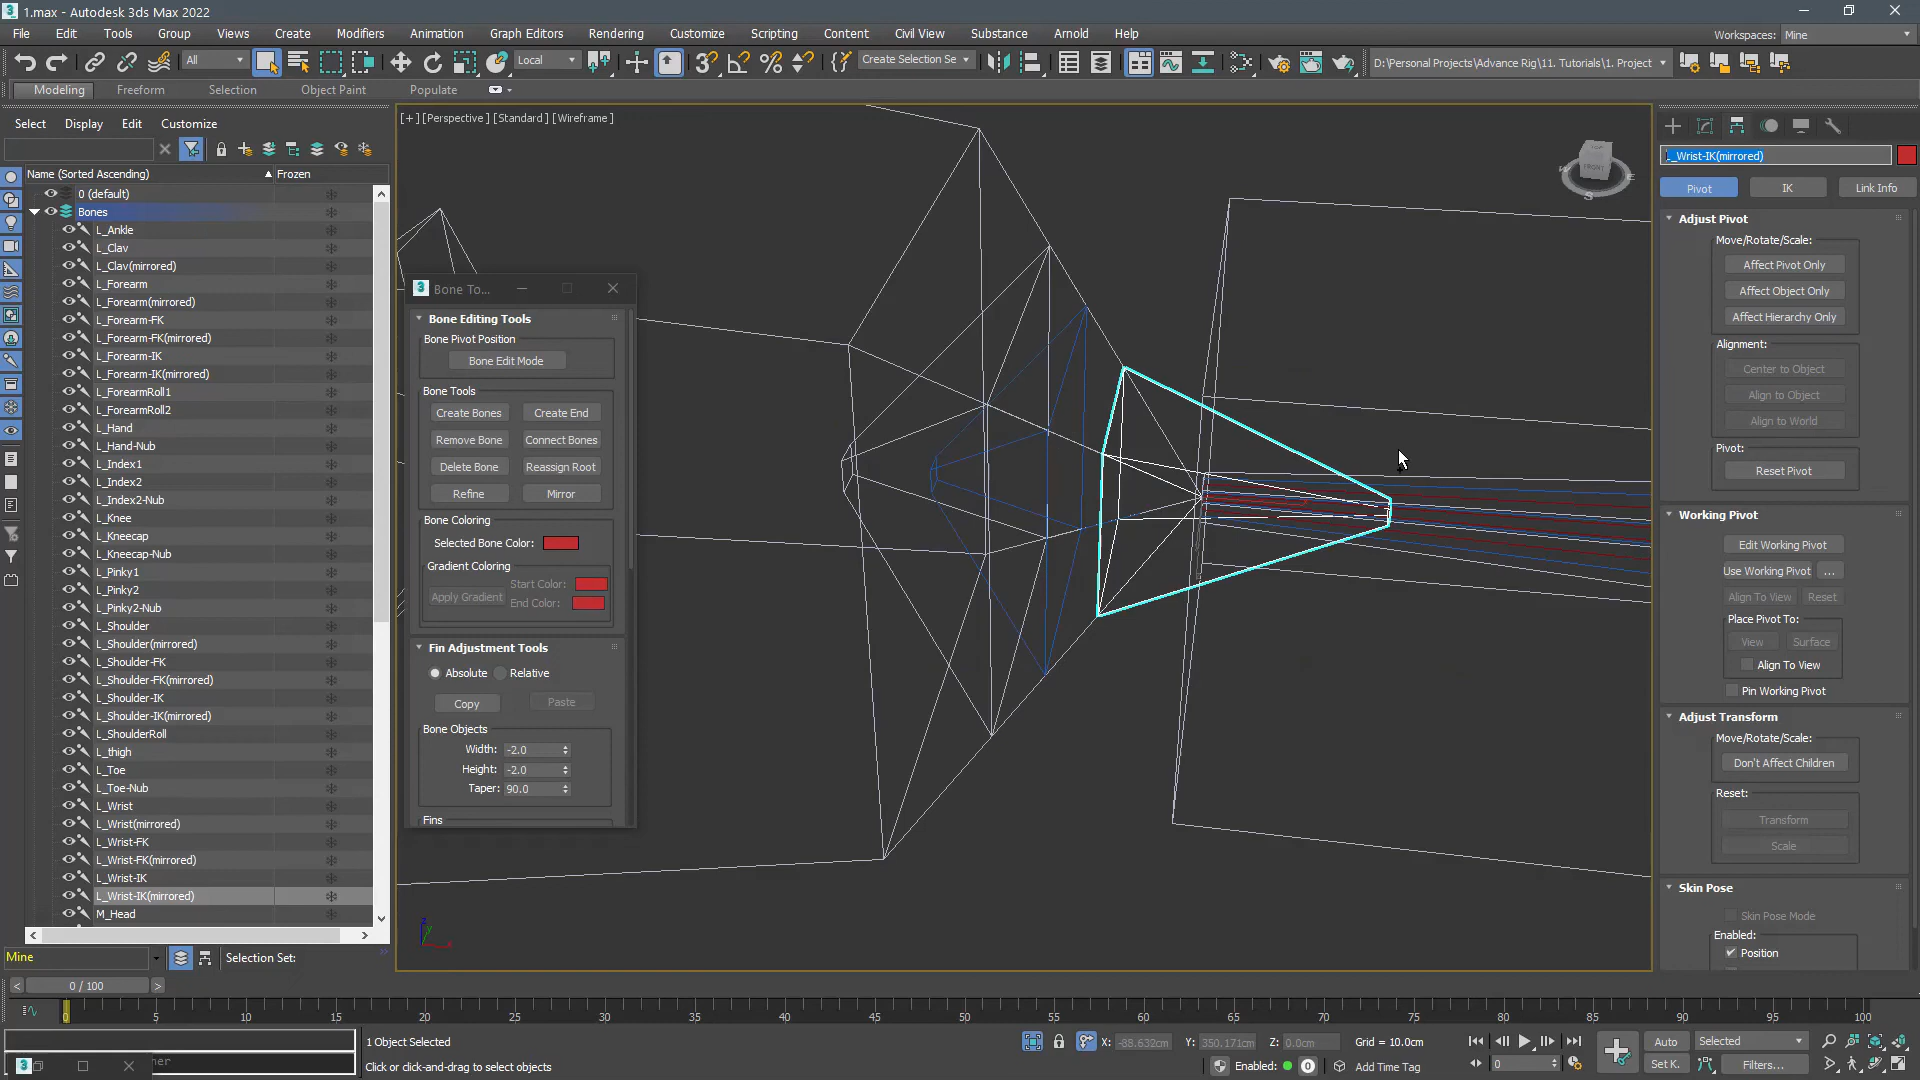 1.max - Autodesk 3ds Max 2022
File Edit Tools Group Views Create Modifiers Animation Graph Editors Rendering Customize Scripting Content Civil View Substance Arnold Help
Workspaces: Mine
All
Local
Create Selection Se
D:\Personal Projects\Advance Rig\11. Tutorials\1. Project
Modeling Freeform Selection Object Paint Populate
Select Display Edit Customize
Name (Sorted Ascending) Frozen
0 (default)
Bones
L_Ankle
L_Clav
L_Clav(mirrored)
L_Forearm
L_Forearm(mirrored)
L_Forearm-FK
L_Forearm-FK(mirrored)
L_Forearm-IK
L_Forearm-IK(mirrored)
L_ForearmRoll1
L_ForearmRoll2
L_Hand
L_Hand-Nub
L_Index1
L_Index2
L_Index2-Nub
L_Knee
L_Kneecap
L_Kneecap-Nub
L_Pinky1
L_Pinky2
L_Pinky2-Nub
L_Shoulder
L_Shoulder(mirrored)
L_Shoulder-FK
L_Shoulder-FK(mirrored)
L_Shoulder-IK
L_Shoulder-IK(mirrored)
L_ShoulderRoll
L_thigh
L_Toe
L_Toe-Nub
L_Wrist
L_Wrist(mirrored)
L_Wrist-FK
L_Wrist-FK(mirrored)
L_Wrist-IK
L_Wrist-IK(mirrored)
M_Head
Mine
Selection Set:
[+] [Perspective] [Standard] [Wireframe]
TOP
FRONT
W
E
S
Bone To...
Bone Editing Tools
Bone Pivot Position
Bone Edit Mode
Bone Tools
Create Bones Create End
Remove Bone Connect Bones
Delete Bone Reassign Root
Refine Mirror
Bone Coloring
Selected Bone Color:
Gradient Coloring
Start Color:
Apply Gradient
End Color:
Fin Adjustment Tools
Absolute Relative
Copy Paste
Bone Objects
Width: -2.0
Height: -2.0
Taper: 90.0
Fins
z
y
x
L_Wrist-IK(mirrored)
Pivot IK Link Info
Adjust Pivot
Move/Rotate/Scale:
Affect Pivot Only
Affect Object Only
Affect Hierarchy Only
Alignment:
Center to Object
Align to Object
Align to World
Pivot:
Reset Pivot
Working Pivot
Edit Working Pivot
Use Working Pivot ...
Align To View Reset
Place Pivot To:
View Surface
Align To View
Pin Working Pivot
Adjust Transform
Move/Rotate/Scale:
Don't Affect Children
Reset:
Transform
Scale
Skin Pose
Skin Pose Mode
Enabled:
Position
< 0 / 100 >
0 5 10 15 20 25 30 35 40 45 50 55 60 65 70 75 80 85 90 95 100
1 Object Selected
Click or click-and-drag to select objects
X: -88.632cm Y: 350.171cm Z: 0.0cm Grid = 10.0cm
Enabled: 0 Add Time Tag
0
Auto Selected
Set K. Filters...